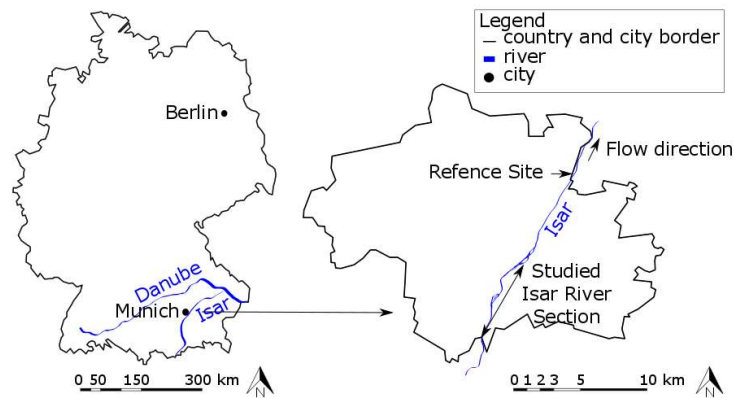 Legend
country and city border
river
city
Berlin
Flow direction
Refence Site
Isar
Danube
Munich
Isar
Studied
Isar River
Section
0 50 150 300 km
N
0 1 2 3 5 10 km
N